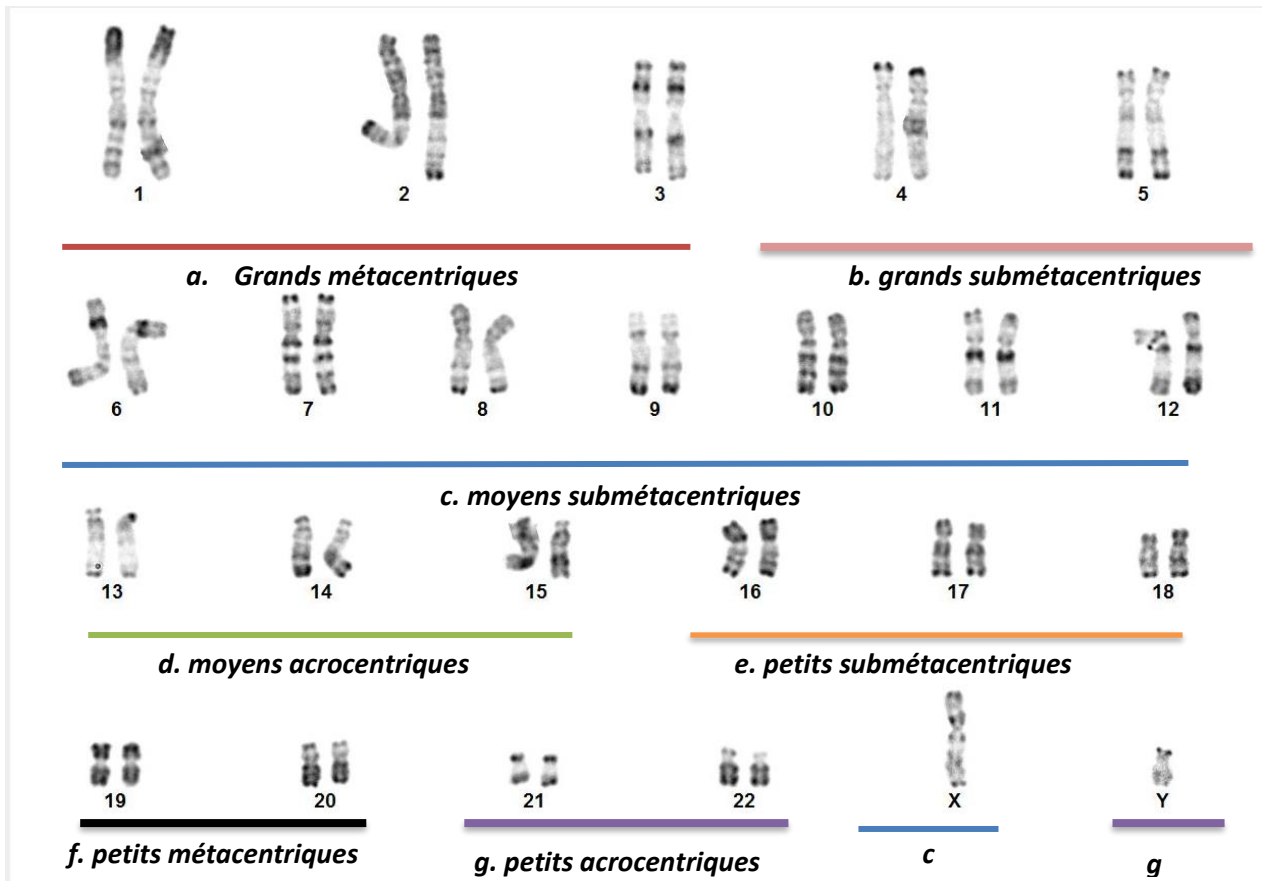 1 2 3 4 5
a. Grands métacentriques b. grands submétacentriques
6 7 8 9 10 11 12
c. moyens submétacentriques
13 14 15 16 17 18
d. moyens acrocentriques e. petits submétacentriques
19 20 21 22 X Y
f. petits métacentriques g. petits acrocentriques c g